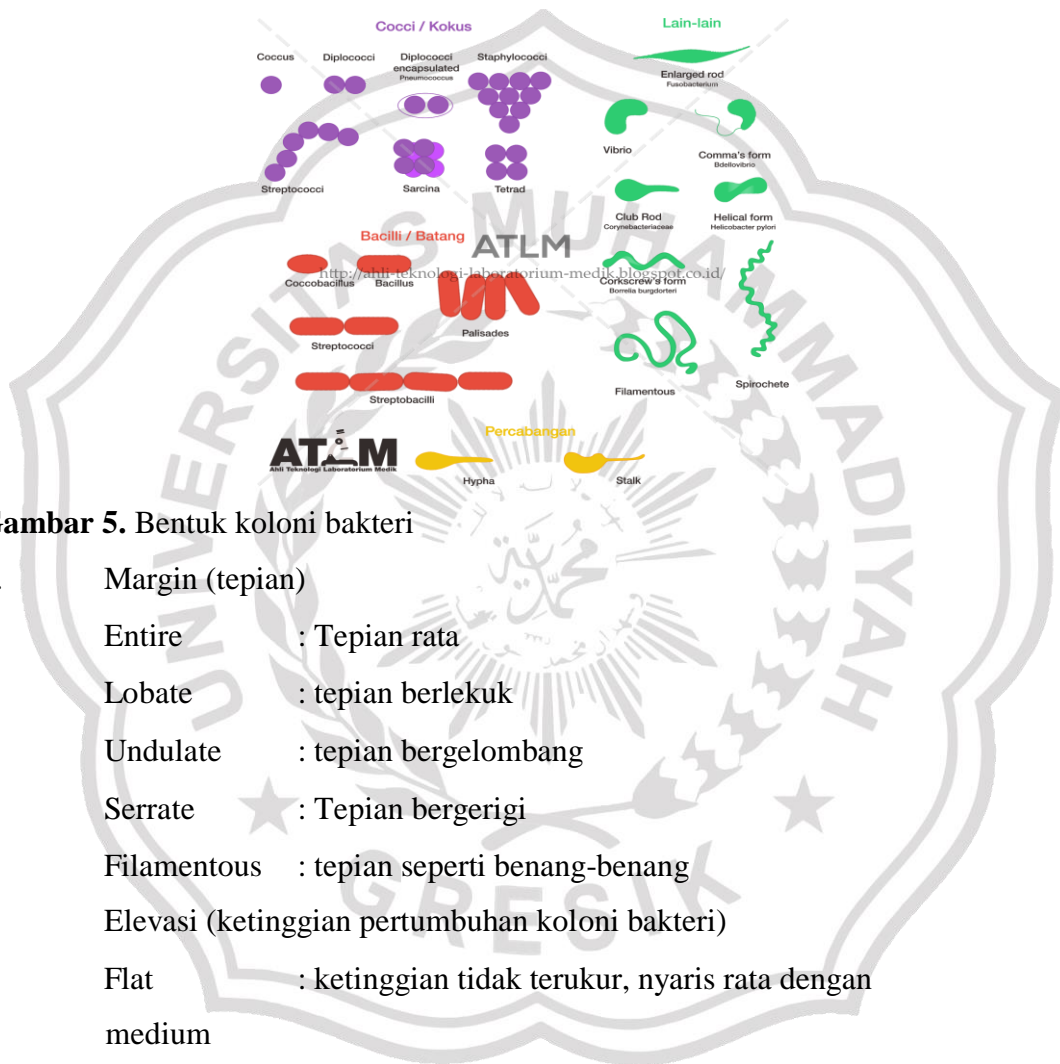 Cocci / Kokus
Lain-lain
Coccus
Diplococci
Diplococci encapsulated
Pneumococcus
Staphylococci
Enlarged rod
Fusobacterium
Vibrio
Comma's form
Bdellovibrio
Streptococci
Sarcina
Tetrad
Club Rod
Corynebacteriaceae
Helical form
Helicobacter pylori
Bacilli / Batang
ATLM
http://ahli-teknologi-laboratorium-medik.blogspot.co.id/
Coccobacillus
Bacillus
Corkscrew's form
Borrelia burgdorferi
Palisades
Streptococci
Filamentous
Spirochete
Streptobacilli
Percabangan
ATLM
Ahli Teknologi Laboratorium Medik
Hypha
Stalk
ambar 5. Bentuk koloni bakteri
Margin (tepian)
Entire : Tepian rata
Lobate : tepian berlekuk
Undulate : tepian bergelombang
Serrate : Tepian bergerigi
Filamentous : tepian seperti benang-benang
Elevasi (ketinggian pertumbuhan koloni bakteri)
Flat : ketinggian tidak terukur, nyaris rata dengan
medium
UNIVERSITAS MUHAMMADIYAH
GRESIK